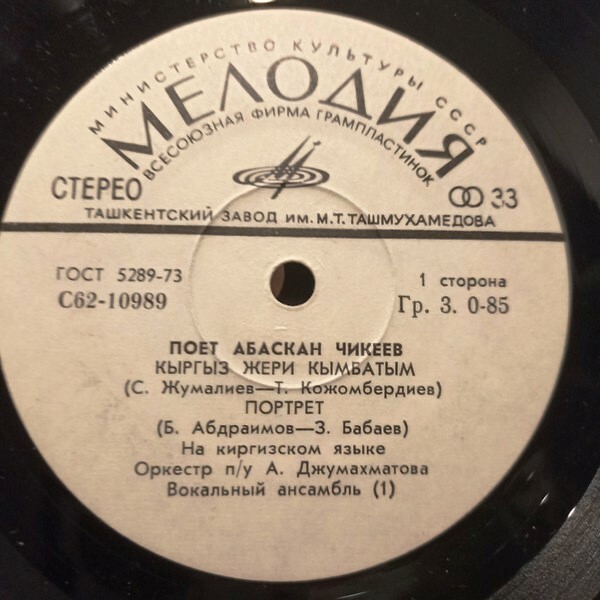 МИНИСТЕРСТВО КУЛЬТУРЫ СССР
МЕЛОДИЯ
ВСЕСОЮЗНАЯ ФИРМА ГРАМПЛАСТИНОК
СТЕРЕО
33
ТАШКЕНТСКИЙ ЗАВОД ИМ. М.Т. ТАШМУХАМЕДОВА
ГОСТ 5289-73
1 сторона
С62-10989
Гр. 3. 0-85
ПОЕТ АБАСКАН ЧИКЕЕВ
КЫРГЫЗ ЖЕРИ КЫМБАТЫМ
(С. Жумалиев—Т. Кожомбердиев)
ПОРТРЕТ
(Б. Абдраимов—З. Бабаев)
На киргизском языке
Оркестр п/у А. Джумахматова
Вокальный ансамбль (1)